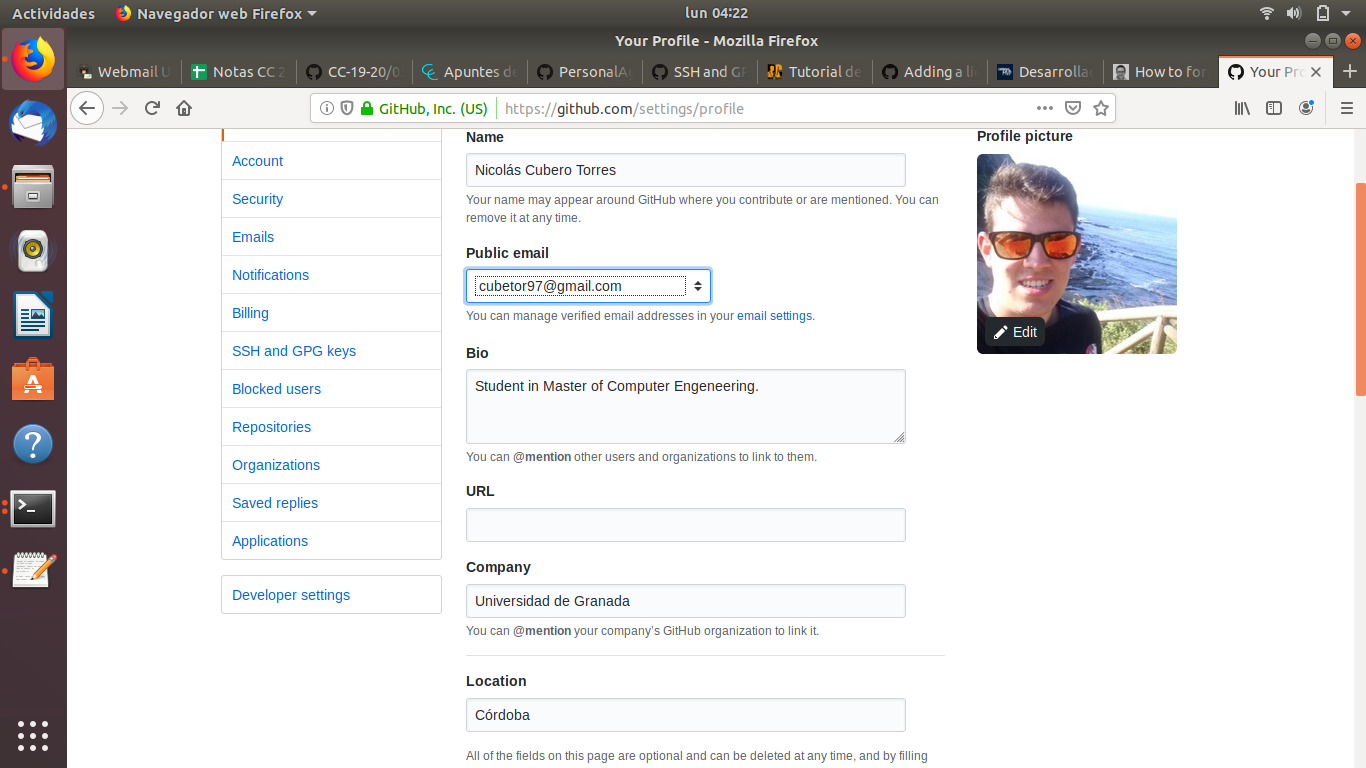 Actividades
Navegador web Firefox
lun 04:22
Your Profile - Mozilla Firefox
Webmail U
Notas CC 2
CC-19-20/0
Apuntes de
PersonalA
SSH and GP
Tutorial de
Adding a li
Desarrolla
How to for
Your Pro
GitHub, Inc. (US)
https://github.com/settings/profile
Account
Security
Emails
Notifications
Billing
SSH and GPG keys
Blocked users
Repositories
Organizations
Saved replies
Applications
Developer settings
Name
Nicolás Cubero Torres
Your name may appear around GitHub where you contribute or are mentioned. You can
remove it at any time.
Public email
cubetor97@gmail.com
You can manage verified email addresses in your email settings.
Bio
Student in Master of Computer Engeneering.
You can @mention other users and organizations to link to them.
URL
Company
Universidad de Granada
You can @mention your company's GitHub organization to link it.
Location
Córdoba
All of the fields on this page are optional and can be deleted at any time, and by filling
Profile picture
Edit